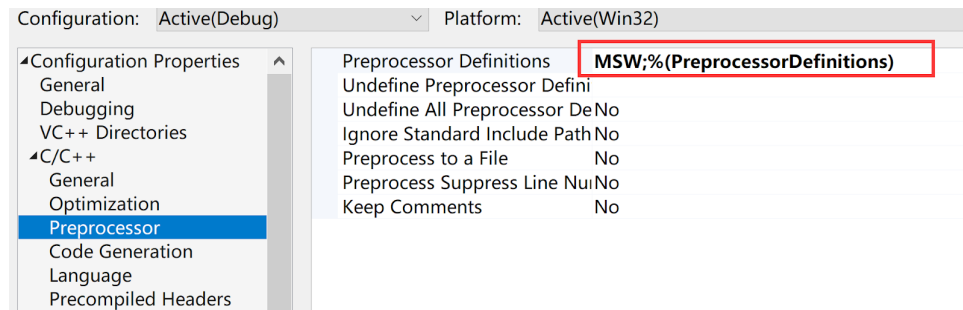 Configuration: Active(Debug) Platform: Active(Win32)
Configuration Properties
General
Debugging
VC++ Directories
C/C++
General
Optimization
Preprocessor
Code Generation
Language
Precompiled Headers
Preprocessor Definitions MSW;%(PreprocessorDefinitions)
Undefine Preprocessor Defini
Undefine All Preprocessor De No
Ignore Standard Include Path No
Preprocess to a File No
Preprocess Suppress Line Nu No
Keep Comments No